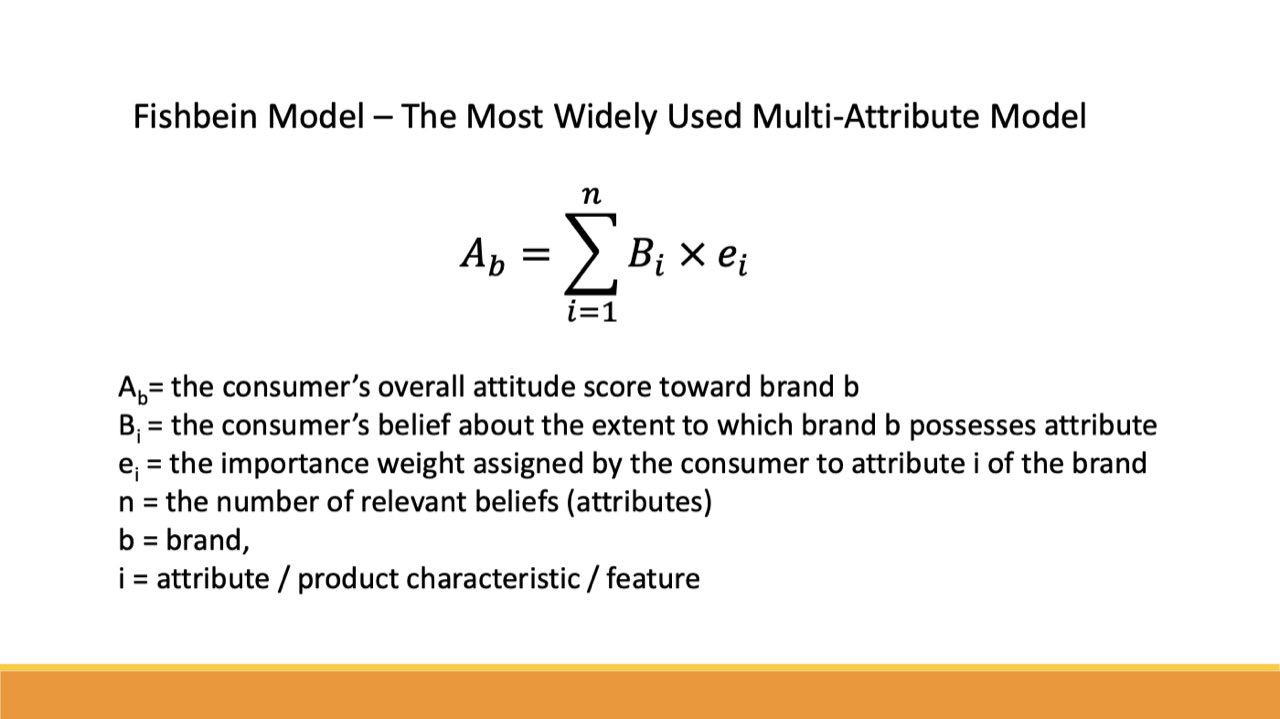 Fishbein Model – The Most Widely Used Multi-Attribute Model
n
A_b = ∑ B_i × e_i
i=1
A_b= the consumer’s overall attitude score toward brand b
B_i = the consumer’s belief about the extent to which brand b possesses attribute
e_i = the importance weight assigned by the consumer to attribute i of the brand
n = the number of relevant beliefs (attributes)
b = brand,
i = attribute / product characteristic / feature